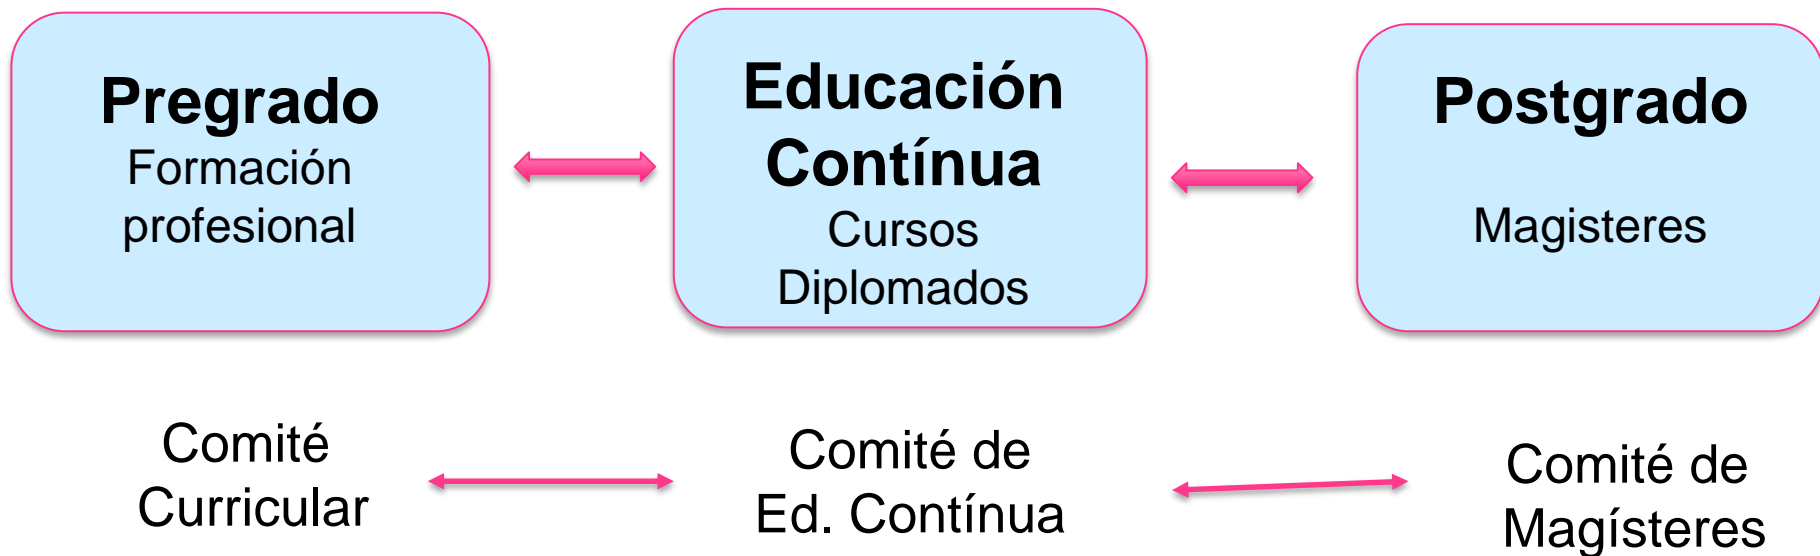 Pregrado
Formación
profesional
Educación
Contínua
Cursos
Diplomados
Postgrado
Magisteres
Comité
Curricular
Comité de
Ed. Contínua
Comité de
Magísteres